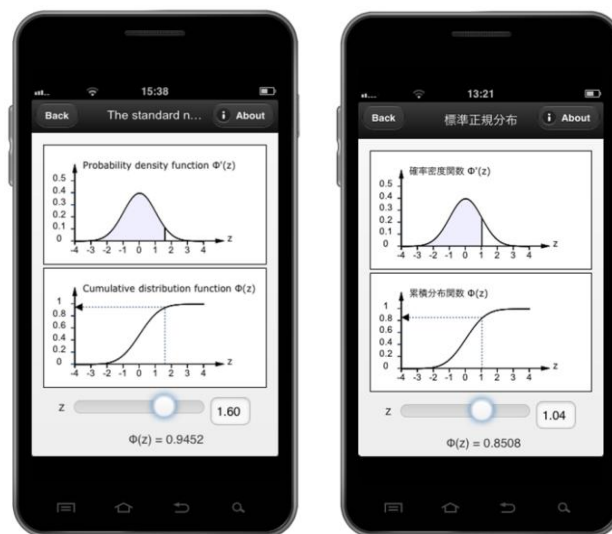 15:38
Back
The standard n...
i About
Probability density function Φ'(z)
0.5
0.4
0.3
0.2
0.1
0
-4 -3 -2 -1 0 1 2 3 4
z
Cumulative distribution function Φ(z)
1
0.8
0.6
0.4
0.2
0
-4 -3 -2 -1 0 1 2 3 4
z
z
1.60
Φ(z) = 0.9452
13:21
Back
標準正規分布
i About
確率密度関数 Φ'(z)
0.5
0.4
0.3
0.2
0.1
0
-4 -3 -2 -1 0 1 2 3 4
z
累積分布関数 Φ(z)
1
0.8
0.6
0.4
0.2
0
-4 -3 -2 -1 0 1 2 3 4
z
z
1.04
Φ(z) = 0.8508